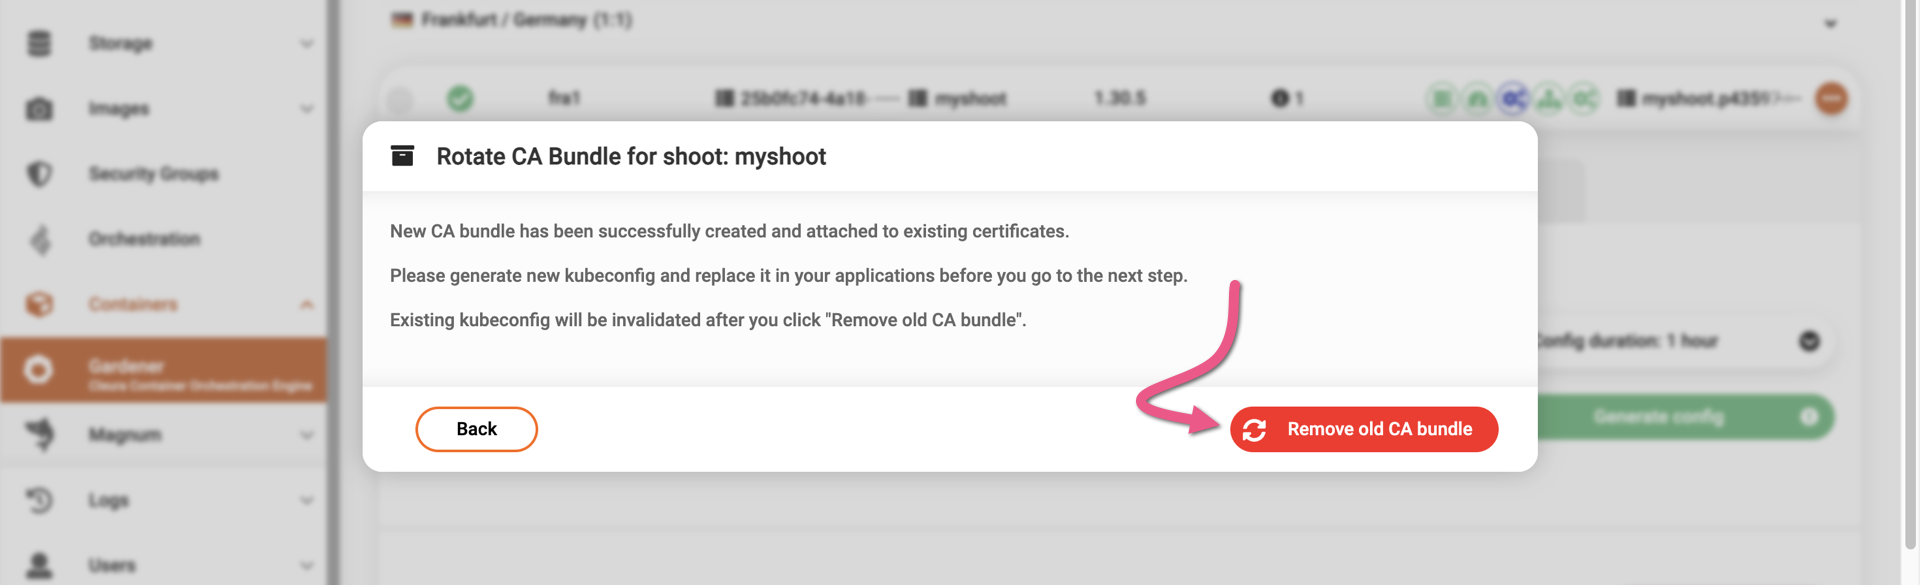 Frankfurt / Germany (1:1)
Storage
fra1
25b0fc74-4a18-
myshoot
1.30.5
1
Images
Rotate CA Bundle for shoot: myshoot
Security Groups
New CA bundle has been successfully created and attached to existing certificates.
Orchestration
Please generate new kubeconfig and replace it in your applications before you go to the next step.
Containers
Existing kubeconfig will be invalidated after you click "Remove old CA bundle".
Config duration: 1 hour
Gardener
Cleura Container Orchestration Engine
Generate config
Back
Remove old CA bundle
Magnum
Logs
Users